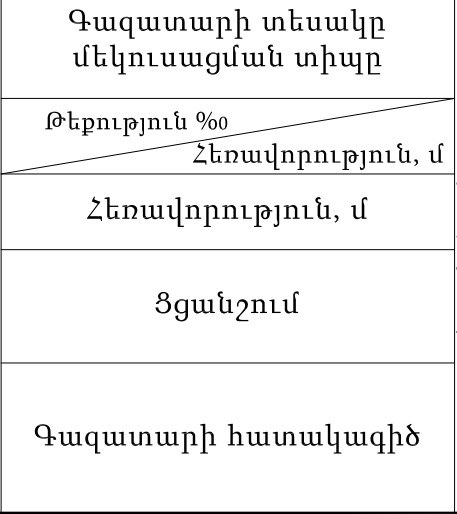 Գազատարի տեսակը
մեկուսացման տիպը
Թեքություն ‰
Հեռավորություն, մ
Հեռավորություն, մ
Ցցանշում
Գազատարի հատակագիծ